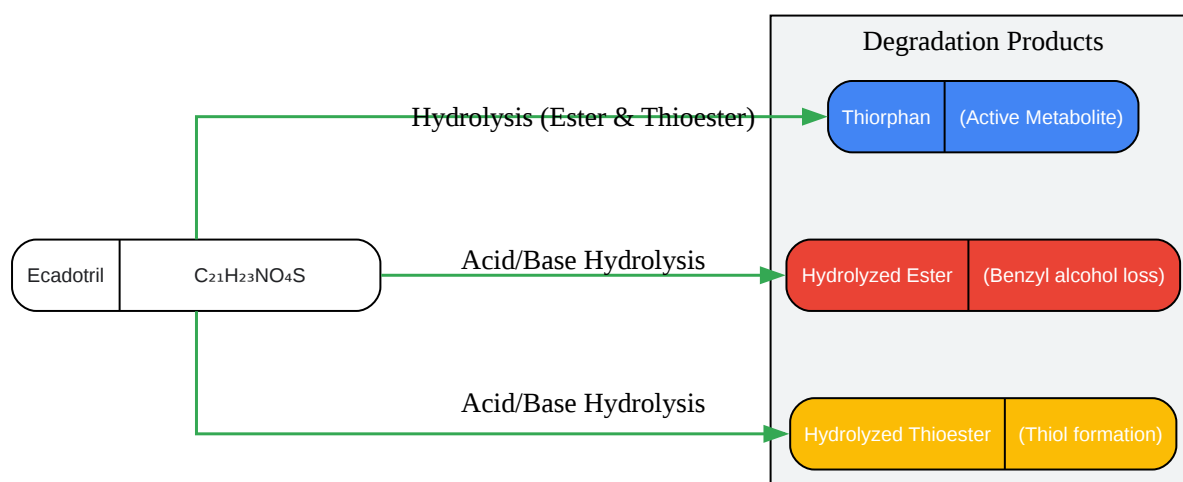 Degradation Products
Hydrolysis (Ester & Thioester)
Thiorphan
(Active Metabolite)
Ecadotril
C₂₁H₂₃NO₄S
Acid/Base Hydrolysis
Hydrolyzed Ester
(Benzyl alcohol loss)
Acid/Base Hydrolysis
Hydrolyzed Thioester
(Thiol formation)